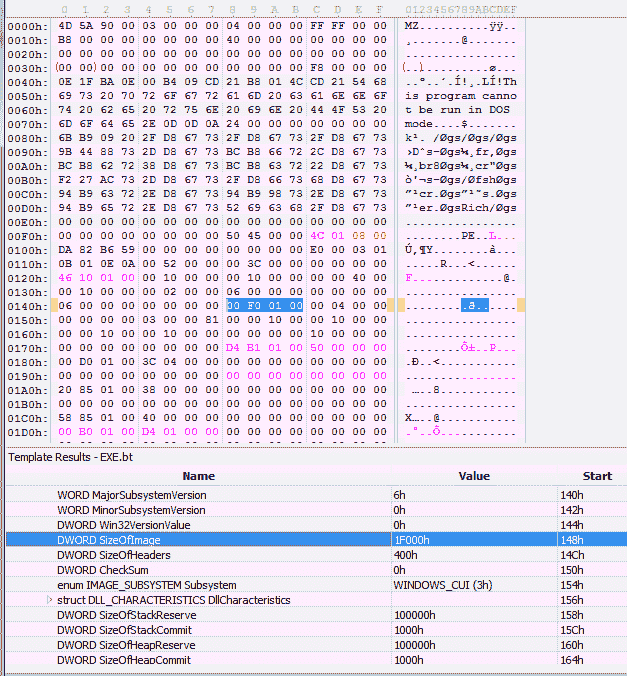 0 1 2 3 4 5 6 7 8 9 A B C D E F 0123456789ABCDEF
0000h: 4D 5A 90 00 03 00 00 00 04 00 00 00 FF FF 00 00 MZ..........ÿÿ..
0010h: B8 00 00 00 00 00 00 00 40 00 00 00 00 00 00 00 ¸.......@.......
0020h: 00 00 00 00 00 00 00 00 00 00 00 00 00 00 00 00 ................
0030h: (00 00) 00 00 00 00 00 00 00 00 00 00 F8 00 00 00 (..)..........ø...
0040h: 0E 1F BA 0E 00 B4 09 CD 21 B8 01 4C CD 21 54 68 ..º..´.Í!¸.LÍ!Th
0050h: 69 73 20 70 72 6F 67 72 61 6D 20 63 61 6E 6E 6F is program canno
0060h: 74 20 62 65 20 72 75 6E 20 69 6E 20 44 4F 53 20 t be run in DOS
0070h: 6D 6F 64 65 2E 0D 0D 0A 24 00 00 00 00 00 00 00 mode....$.......
0080h: 6B B9 09 20 2F D8 67 73 2F D8 67 73 2F D8 67 73 k¹. /Øgs/Øgs/Øgs
0090h: 9B 44 88 73 2D D8 67 73 BC B8 66 72 2C D8 67 73 ›Dˆs-Øgs¼¸fr,Øgs
00A0h: BC B8 62 72 38 D8 67 73 BC B8 63 72 22 D8 67 73 ¼¸br8Øgs¼¸cr"Øgs
00B0h: F2 27 AC 73 2D D8 67 73 2F D8 66 73 68 D8 67 73 ò'¬s-Øgs/ØfshØgs
00C0h: 94 B9 63 72 2E D8 67 73 94 B9 98 73 2E D8 67 73 ”¹cr.Øgs”¹˜s.Øgs
00D0h: 94 B9 65 72 2E D8 67 73 52 69 63 68 2F D8 67 73 ”¹er.ØgsRich/Øgs
00E0h: 00 00 00 00 00 00 00 00 00 00 00 00 00 00 00 00 ................
00F0h: 00 00 00 00 00 00 00 00 50 45 00 00 4C 01 08 00 ........PE..L...
0100h: DA 82 B6 59 00 00 00 00 00 00 00 00 E0 00 03 01 Ú‚¶Y........à...
0110h: 0B 01 0E 0A 00 52 00 00 00 3C 00 00 00 00 00 00 .....R...<......
0120h: 46 10 01 00 00 10 00 00 00 10 00 00 00 00 40 00 F.............@.
0130h: 00 10 00 00 00 02 00 00 06 00 00 00 00 00 00 00 ................
0140h: 06 00 00 00 00 00 00 00 00 F0 01 00 00 04 00 00 .........ð......
0150h: 00 00 00 00 03 00 00 81 00 00 10 00 00 10 00 00 ................
0160h: 00 00 10 00 00 10 00 00 00 00 00 00 10 00 00 00 ................
0170h: 00 00 00 00 00 00 00 00 D4 B1 01 00 50 00 00 00 ........Ô±..P...
0180h: 00 D0 01 00 3C 04 00 00 00 00 00 00 00 00 00 00 .Ð..<...........
0190h: 00 00 00 00 00 00 00 00 00 00 00 00 00 00 00 00 ................
01A0h: 20 85 01 00 38 00 00 00 00 00 00 00 00 00 00 00 …..8...........
01B0h: 00 00 00 00 00 00 00 00 00 00 00 00 00 00 00 00 ................
01C0h: 58 85 01 00 40 00 00 00 00 00 00 00 00 00 00 00 X…..@...........
01D0h: 00 B0 01 00 D4 01 00 00 00 00 00 00 00 00 00 00 .°..Ô...........
Template Results - EXE.bt
Name Value Start
WORD MajorSubsystemVersion 6h 140h
WORD MinorSubsystemVersion 0h 142h
DWORD Win32VersionValue 0h 144h
DWORD SizeOfImage 1F000h 148h
DWORD SizeOfHeaders 400h 14Ch
DWORD CheckSum 0h 150h
enum IMAGE_SUBSYSTEM Subsystem WINDOWS_CUI (3h) 154h
struct DLL_CHARACTERISTICS DllCharacteristics 156h
DWORD SizeOfStackReserve 100000h 158h
DWORD SizeOfStackCommit 1000h 15Ch
DWORD SizeOfHeapReserve 100000h 160h
DWORD SizeOfHeapCommit 1000h 164h